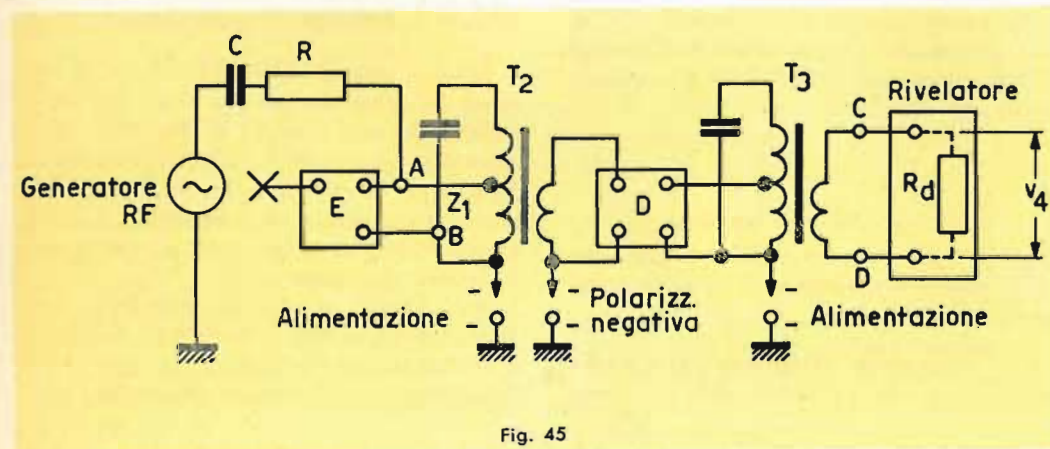 C
R
T2
T3
Rivelatore
C
A
Generatore
RF
E
Z1
D
Rd
V4
B
D
Alimentazione
-
-
-
-
Polarizz.
negativa
-
-
Alimentazione
Fig. 45